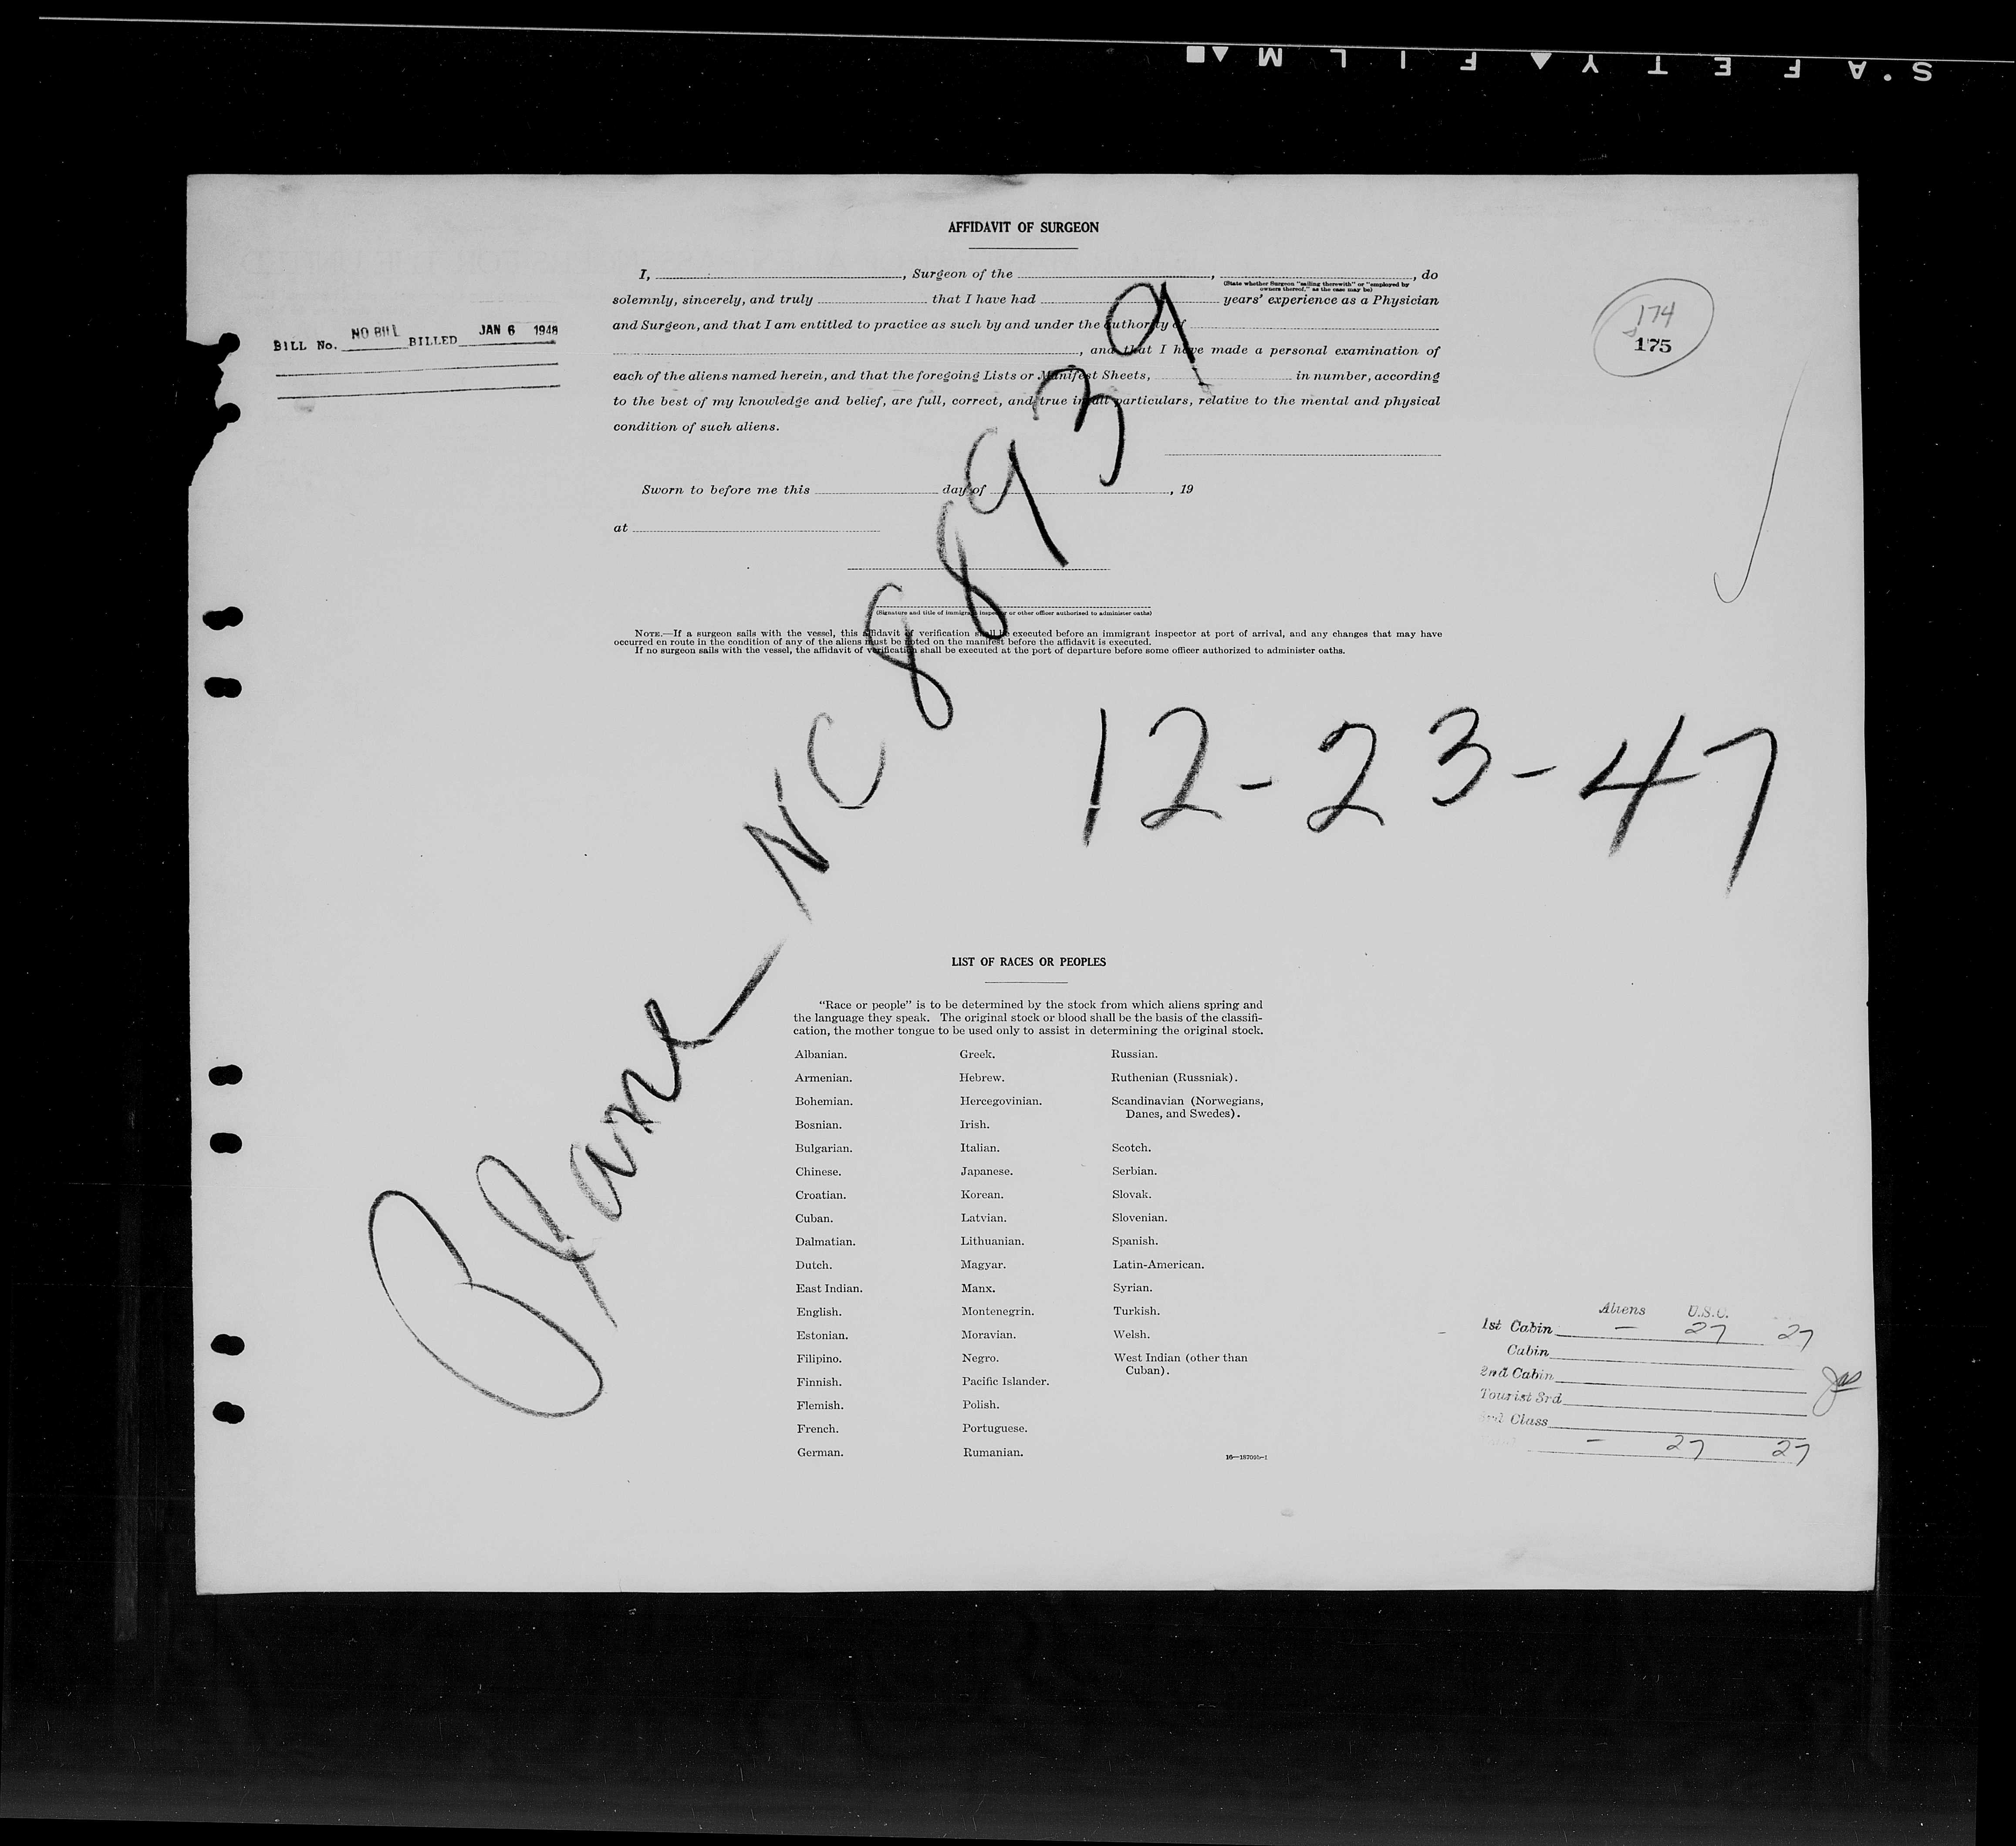 S.AFETY FILM
AFFIDAVIT OF SURGEON
I, , Surgeon of the , , do
(State whether Surgeon "sailing therewith" or "employed by
owners thereof," as the case may be)
solemnly, sincerely, and truly that I have had years' experience as a Physician
and Surgeon, and that I am entitled to practice as such by and under the authority of
, and that I have made a personal examination of
each of the aliens named herein, and that the foregoing Lists or Manifest Sheets, in number, according
to the best of my knowledge and belief, are full, correct, and true in all particulars, relative to the mental and physical
condition of such aliens.
Sworn to before me this day of , 19
at
(Signature and title of immigrant inspector or other officer authorized to administer oaths)
NOTE.—If a surgeon sails with the vessel, this affidavit of verification shall be executed before an immigrant inspector at port of arrival, and any changes that may have
occurred en route in the condition of any of the aliens must be noted on the manifest before the affidavit is executed.
If no surgeon sails with the vessel, the affidavit of verification shall be executed at the port of departure before some officer authorized to administer oaths.
BILL No. NO BILL BILLED JAN 6 1948
174
175
Plane NC 88939
12-23-47
LIST OF RACES OR PEOPLES
"Race or people" is to be determined by the stock from which aliens spring and
the language they speak. The original stock or blood shall be the basis of the classifi-
cation, the mother tongue to be used only to assist in determining the original stock.
Albanian.
Armenian.
Bohemian.
Bosnian.
Bulgarian.
Chinese.
Croatian.
Cuban.
Dalmatian.
Dutch.
East Indian.
English.
Estonian.
Filipino.
Finnish.
Flemish.
French.
German.
Greek.
Hebrew.
Hercegovinian.
Irish.
Italian.
Japanese.
Korean.
Latvian.
Lithuanian.
Magyar.
Manx.
Montenegrin.
Moravian.
Negro.
Pacific Islander.
Polish.
Portuguese.
Rumanian.
Russian.
Ruthenian (Russniak).
Scandinavian (Norwegians,
Danes, and Swedes).
Scotch.
Serbian.
Slovak.
Slovenian.
Spanish.
Latin-American.
Syrian.
Turkish.
Welsh.
West Indian (other than
Cuban).
Aliens U.S.C.
1st Cabin — 27 27
Cabin
2nd Cabin
Tourist 3rd
3rd Class
— 27 27